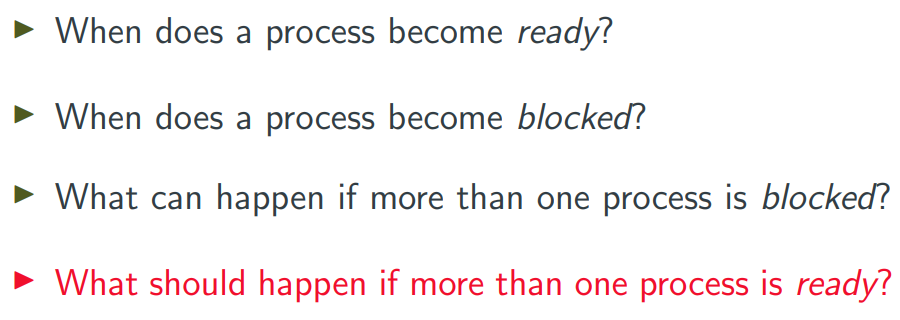 ▶ When does a process become ready?
▶ When does a process become blocked?
▶ What can happen if more than one process is blocked?
▶ What should happen if more than one process is ready?